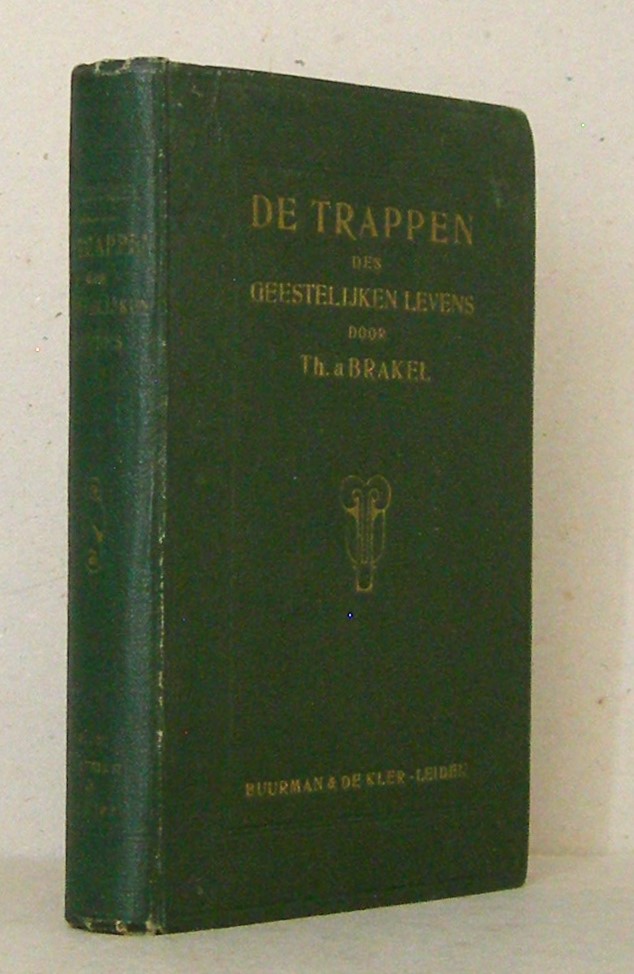 DE TRAPPEN
DES
GEESTELIJKEN LEVENS
DOOR
Th. a BRAKEL
BUURMAN & DE KLER - LEIDEN